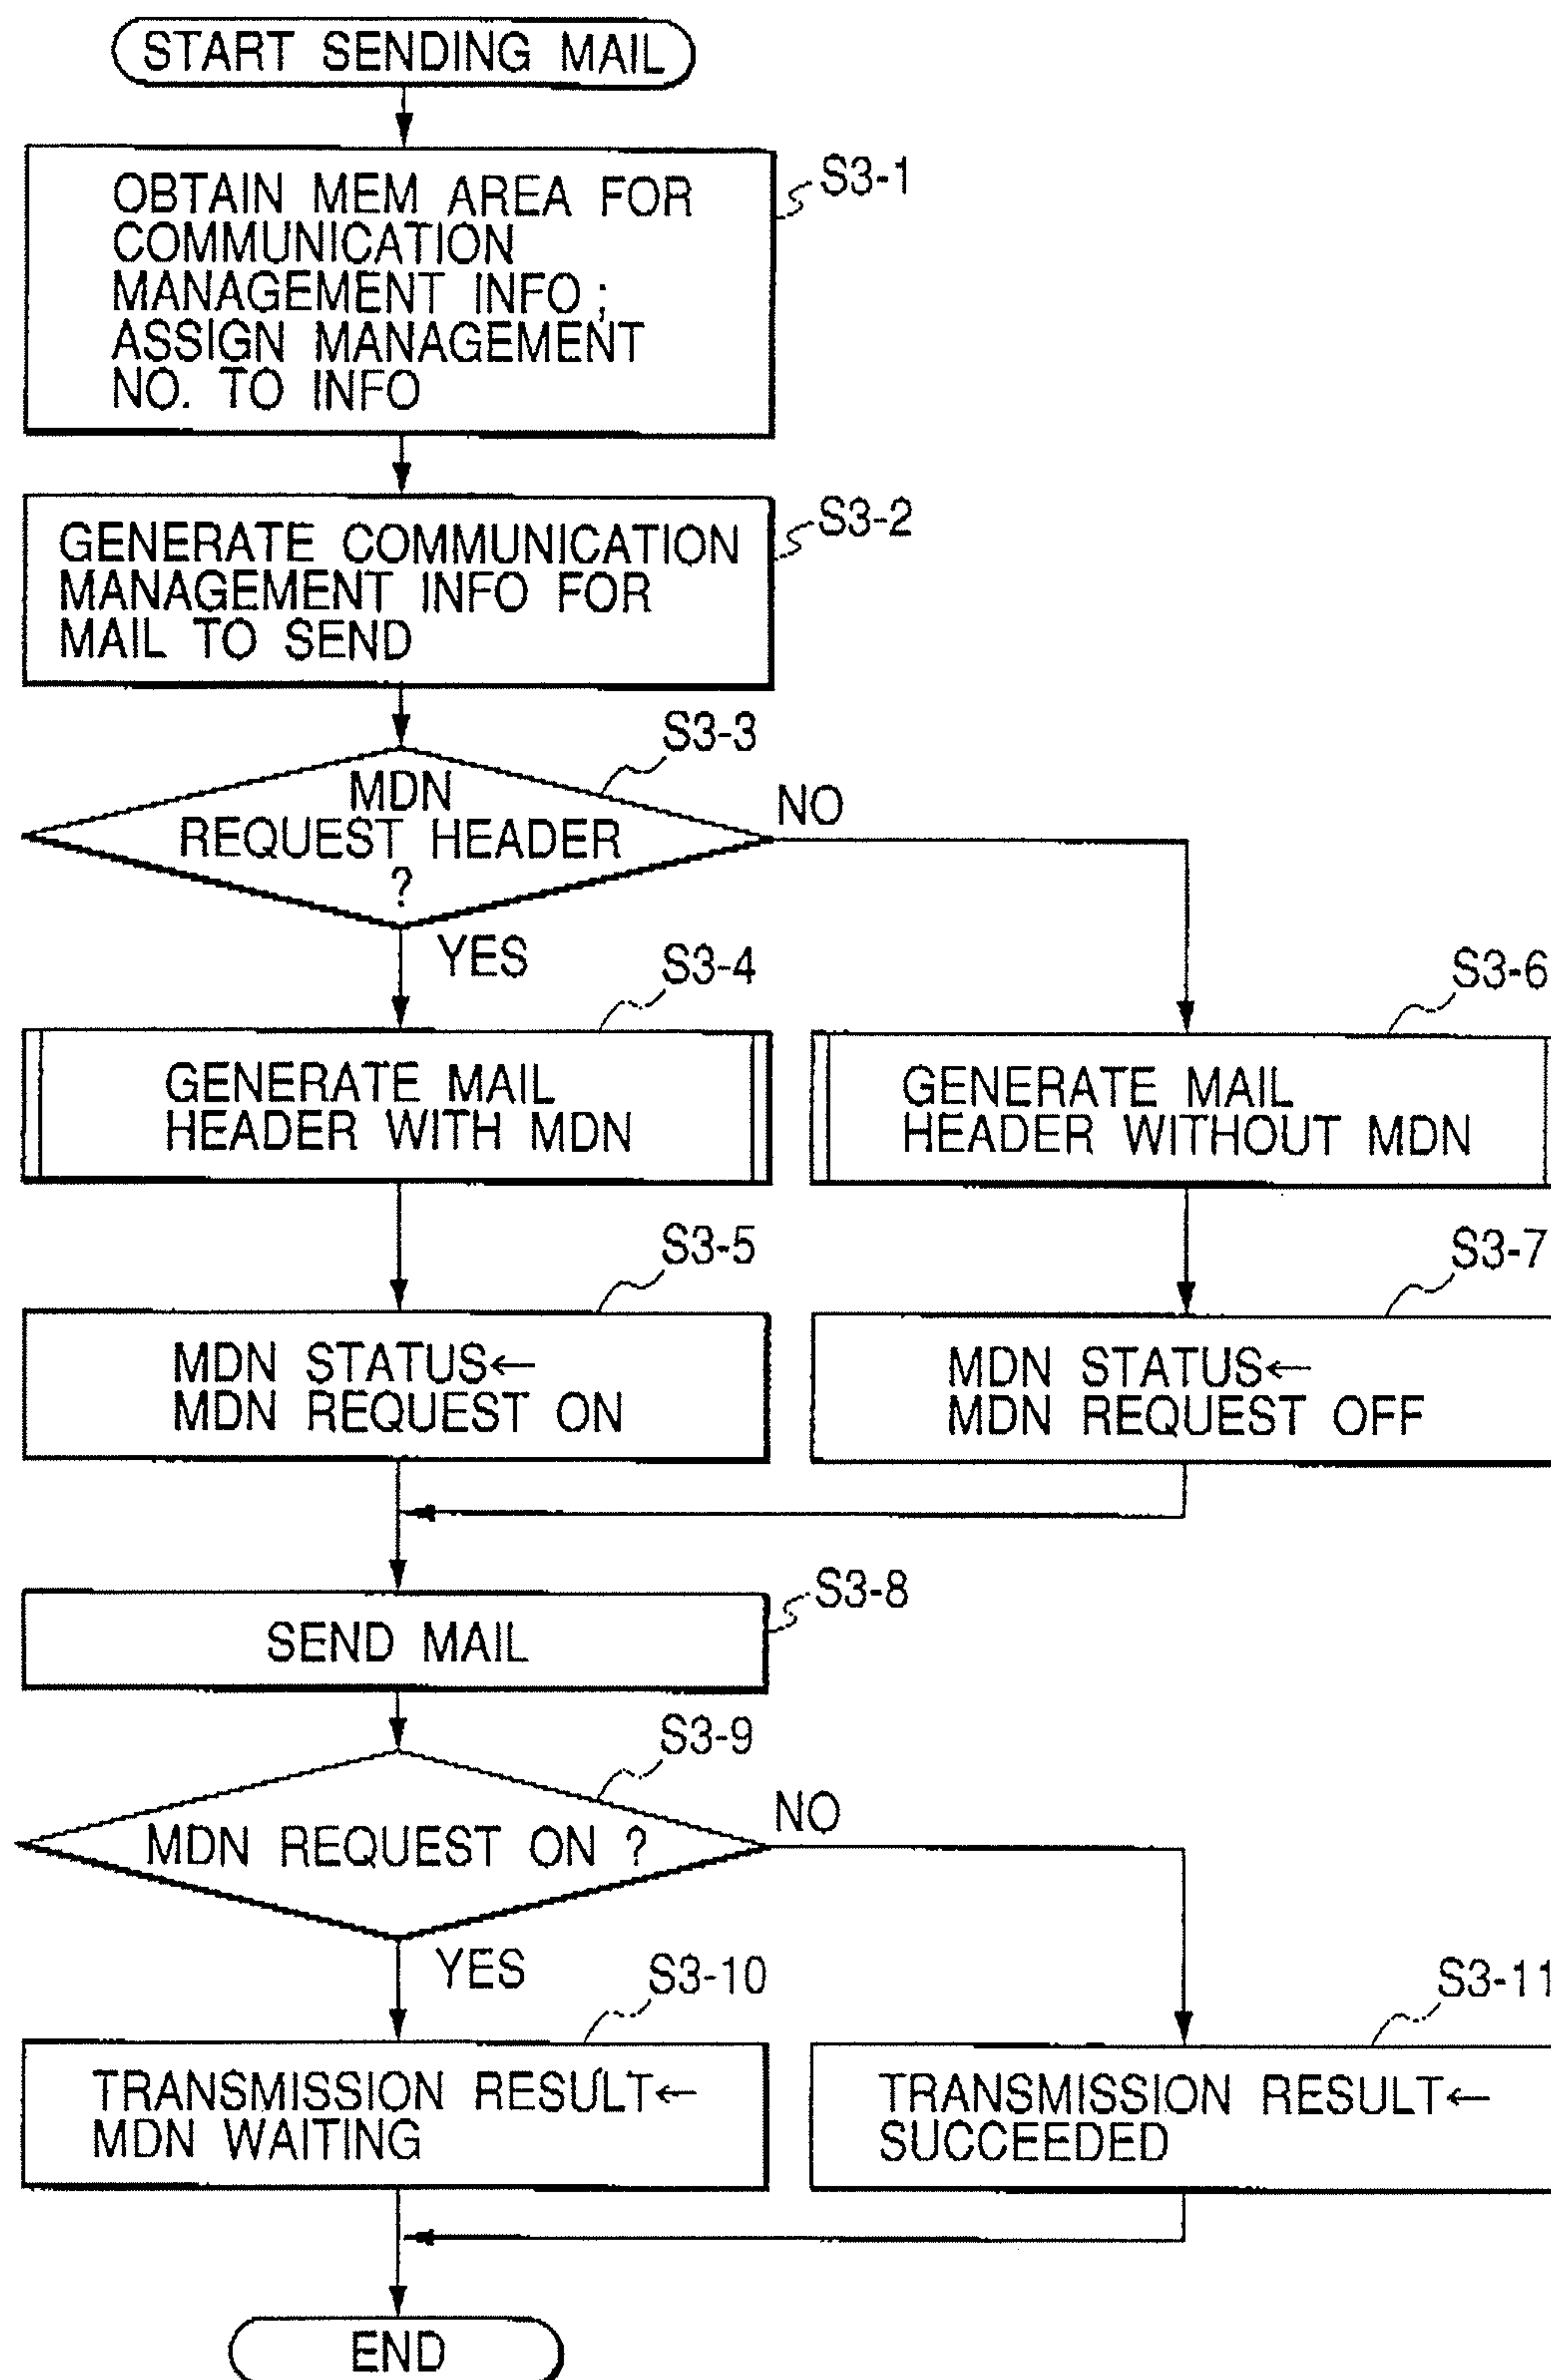 START SENDING MAIL
OBTAIN MEM AREA FOR
COMMUNICATION
MANAGEMENT INFO ;
ASSIGN MANAGEMENT
NO. TO INFO
S3-1
GENERATE COMMUNICATION
MANAGEMENT INFO FOR
MAIL TO SEND
S3-2
S3-3
MDN
REQUEST HEADER
?
NO
YES
S3-4
S3-6
GENERATE MAIL
HEADER WITH MDN
GENERATE MAIL
HEADER WITHOUT MDN
S3-5
S3-7
MDN STATUS←
MDN REQUEST ON
MDN STATUS←
MDN REQUEST OFF
S3-8
SEND MAIL
S3-9
MDN REQUEST ON ?
NO
YES
S3-10
S3-11
TRANSMISSION RESULT←
MDN WAITING
TRANSMISSION RESULT←
SUCCEEDED
END